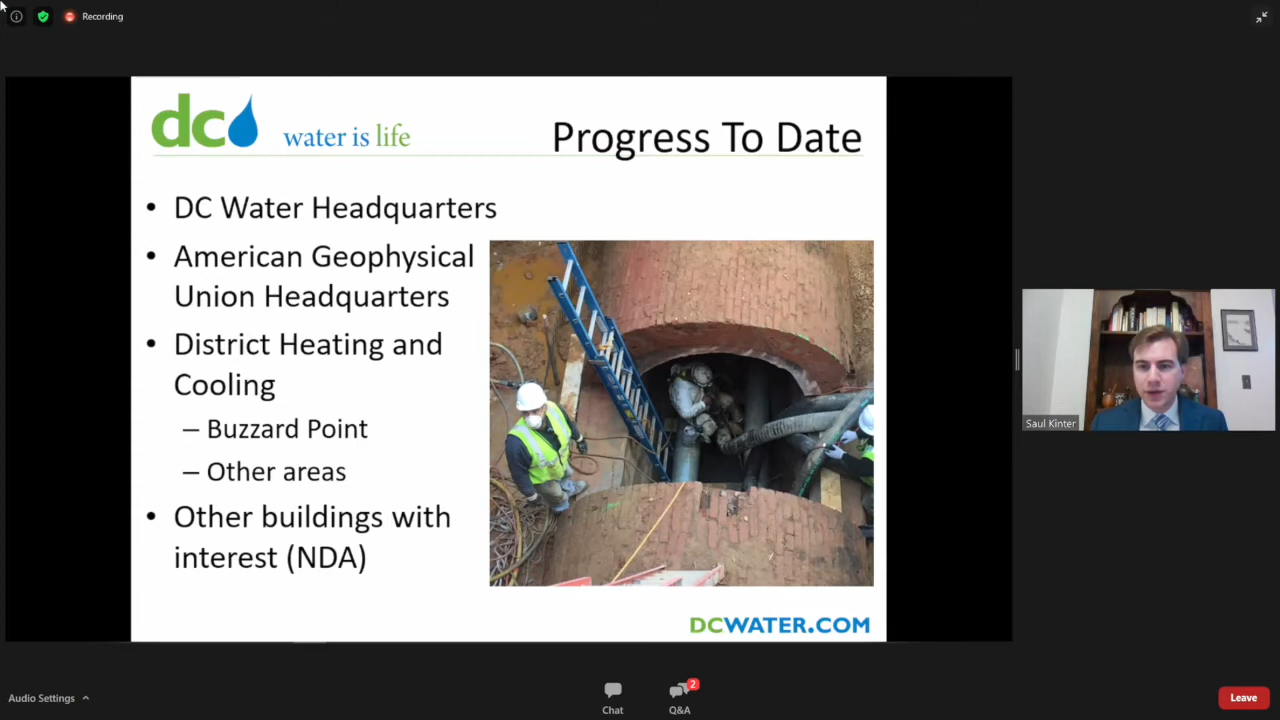 Recording
dc
water is life
Progress To Date
• DC Water Headquarters
• American Geophysical
Union Headquarters
• District Heating and
Cooling
– Buzzard Point
– Other areas
• Other buildings with
interest (NDA)
DCWATER.COM
Saul Kinter
Audio Settings
Chat
2
Q&A
Leave